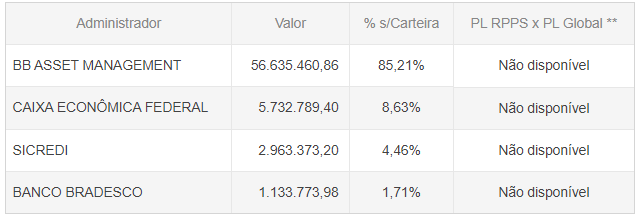 Administrador Valor % s/Carteira PL RPPS x PL Global **
BB ASSET MANAGEMENT 56.635.460,86 85,21% Não disponível
CAIXA ECONÔMICA FEDERAL 5.732.789,40 8,63% Não disponível
SICREDI 2.963.373,20 4,46% Não disponível
BANCO BRADESCO 1.133.773,98 1,71% Não disponível